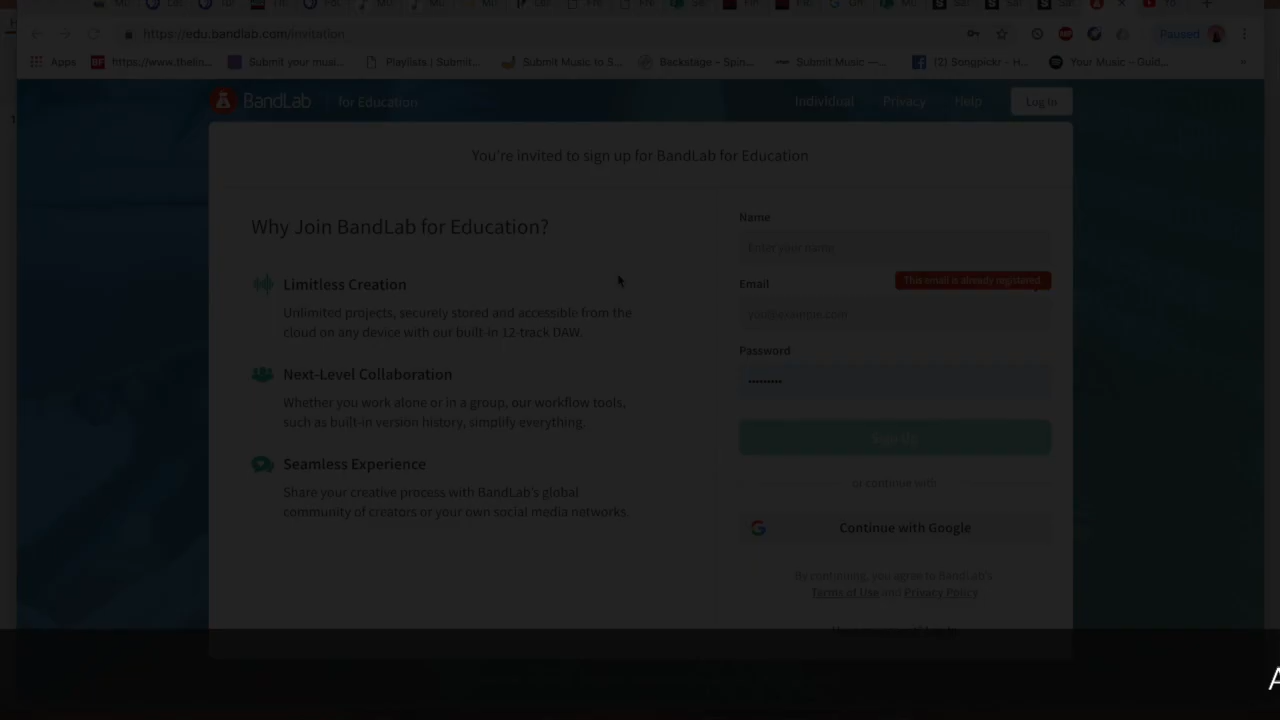 https://edu.bandlab.com/invitation
Paused
Apps
https://www.thelin...
Submit your musi...
Playlists | Submit...
Submit Music to S...
Backstage – Spin...
Submit Music —...
(2) Songpickr – H...
Your Music – Guid...
»
BandLab for Education
Individual
Privacy
Help
Log in
You're invited to sign up for BandLab for Education
Why Join BandLab for Education?
Limitless Creation
Unlimited projects, securely stored and accessible from the
cloud on any device with our built-in 12-track DAW.
Next-Level Collaboration
Whether you work alone or in a group, our workflow tools,
such as built-in version history, simplify everything.
Seamless Experience
Share your creative process with BandLab's global
community of creators or your own social media networks.
Name
Enter your name
Email
This email is already registered
you@example.com
Password
Sign Up
or continue with
Continue with Google
By continuing, you agree to BandLab's
Terms of Use and Privacy Policy
A